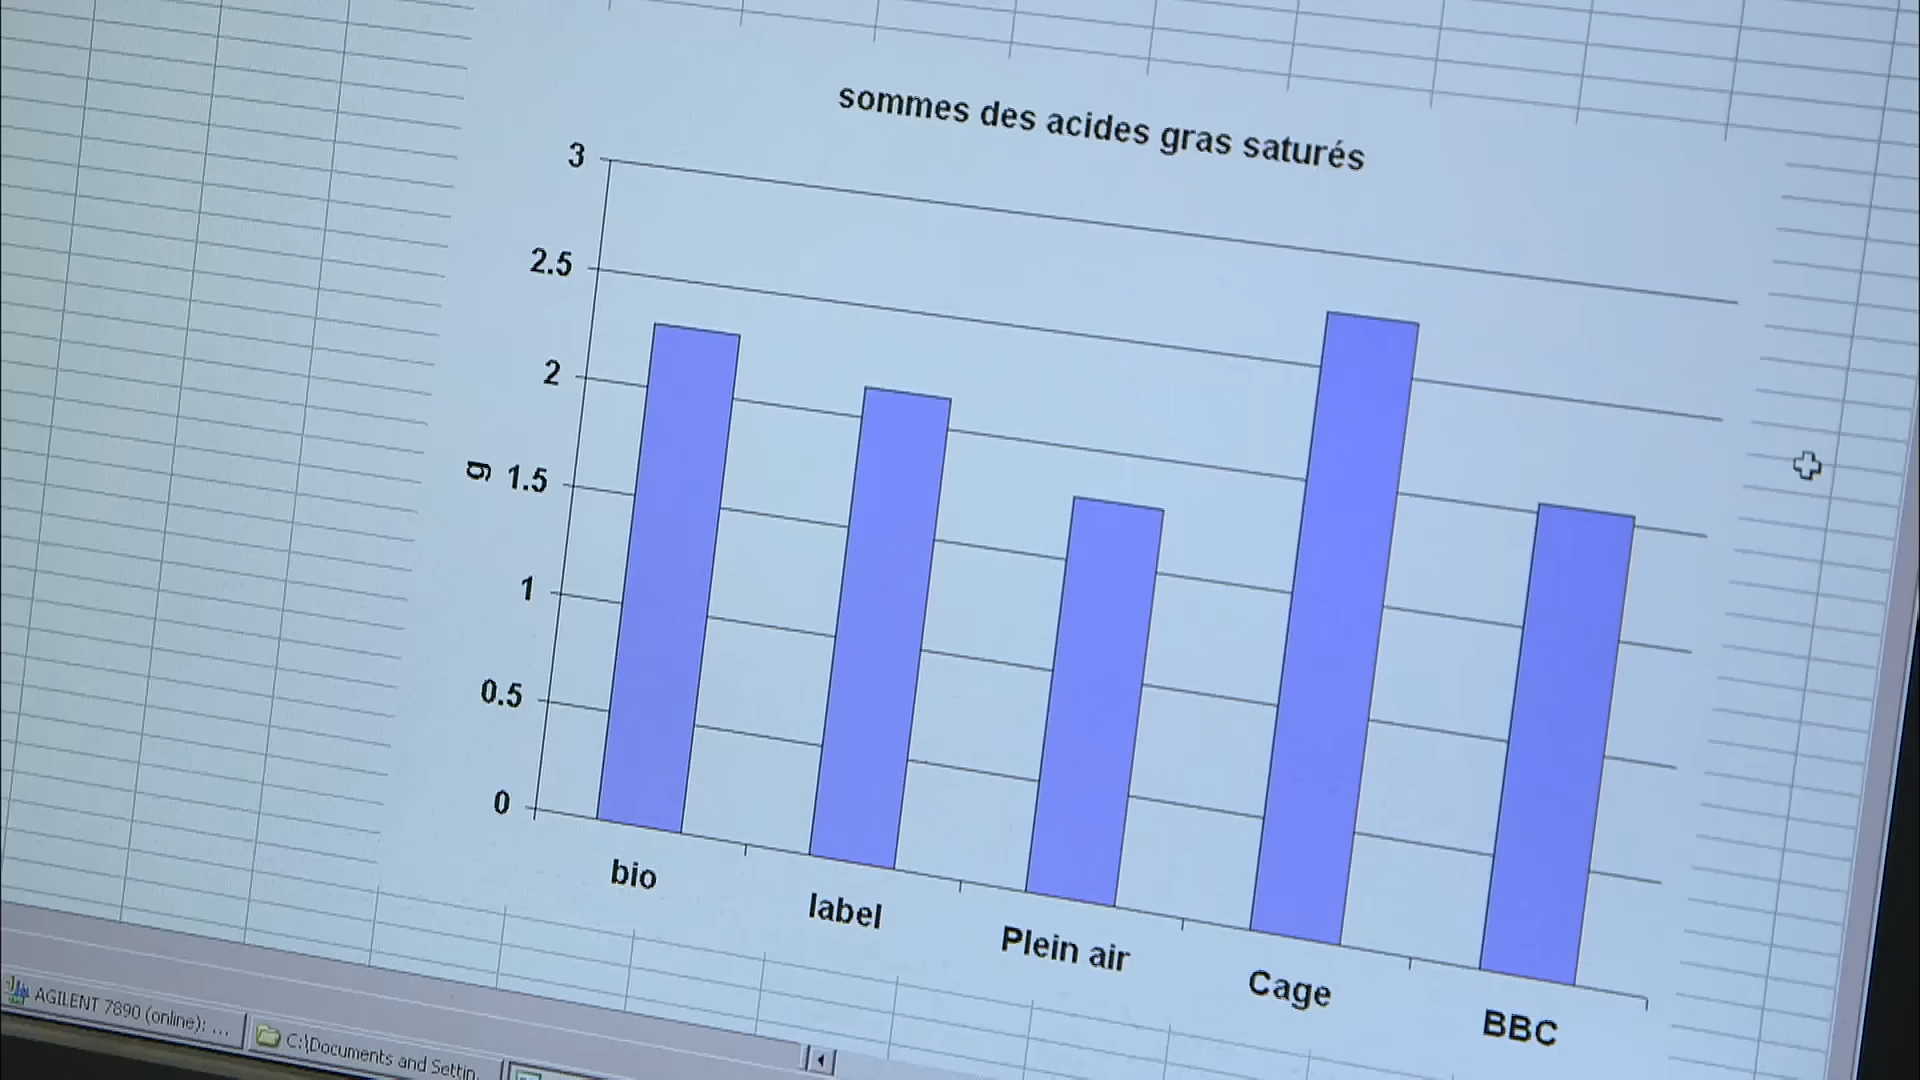 sommes des acides gras saturés
3
2.5
2
g
1.5
1
0.5
0
bio
label
Plein air
Cage
BBC
AGILENT 7890 (online): ...
C:\Documents and Settin...